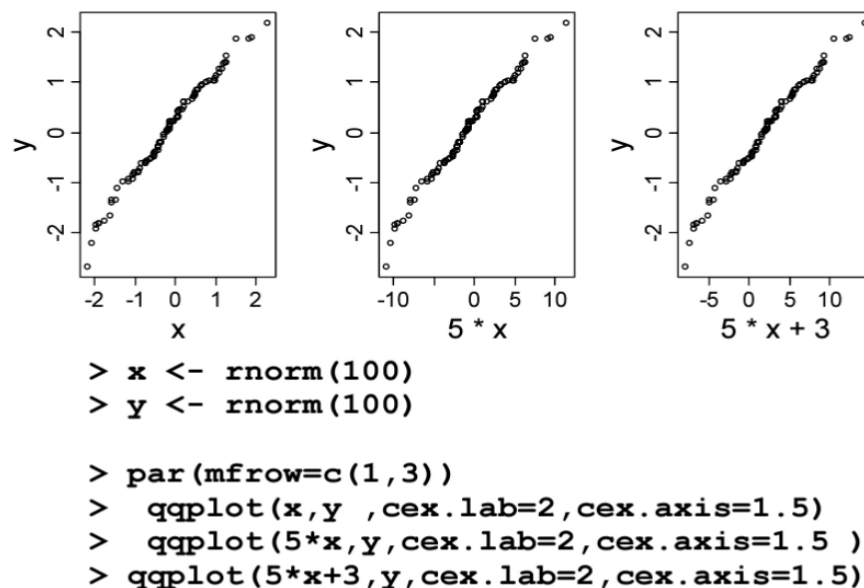 2
1
0
-1
-2
y
-2 -1 0 1 2
x
2
1
0
-1
-2
y
-10 0 5 10
5 * x
2
1
0
-1
-2
y
-5 0 5 10
5 * x + 3
> x <- rnorm(100)
> y <- rnorm(100)
> par(mfrow=c(1,3))
> qqplot(x,y ,cex.lab=2,cex.axis=1.5)
> qqplot(5*x,y,cex.lab=2,cex.axis=1.5 )
> qqplot(5*x+3,y,cex.lab=2,cex.axis=1.5)